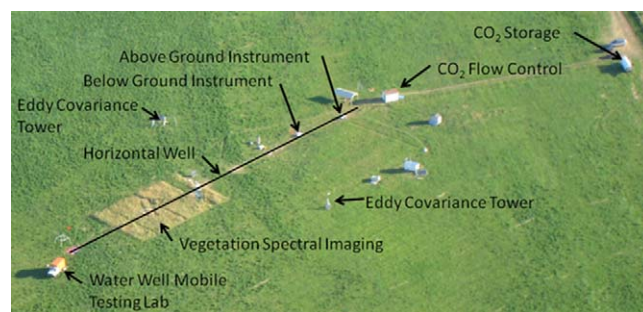 CO₂ Storage
Above Ground Instrument
CO₂ Flow Control
Below Ground Instrument
Eddy Covariance
Tower
Horizontal Well
Eddy Covariance Tower
Vegetation Spectral Imaging
Water Well Mobile
Testing Lab